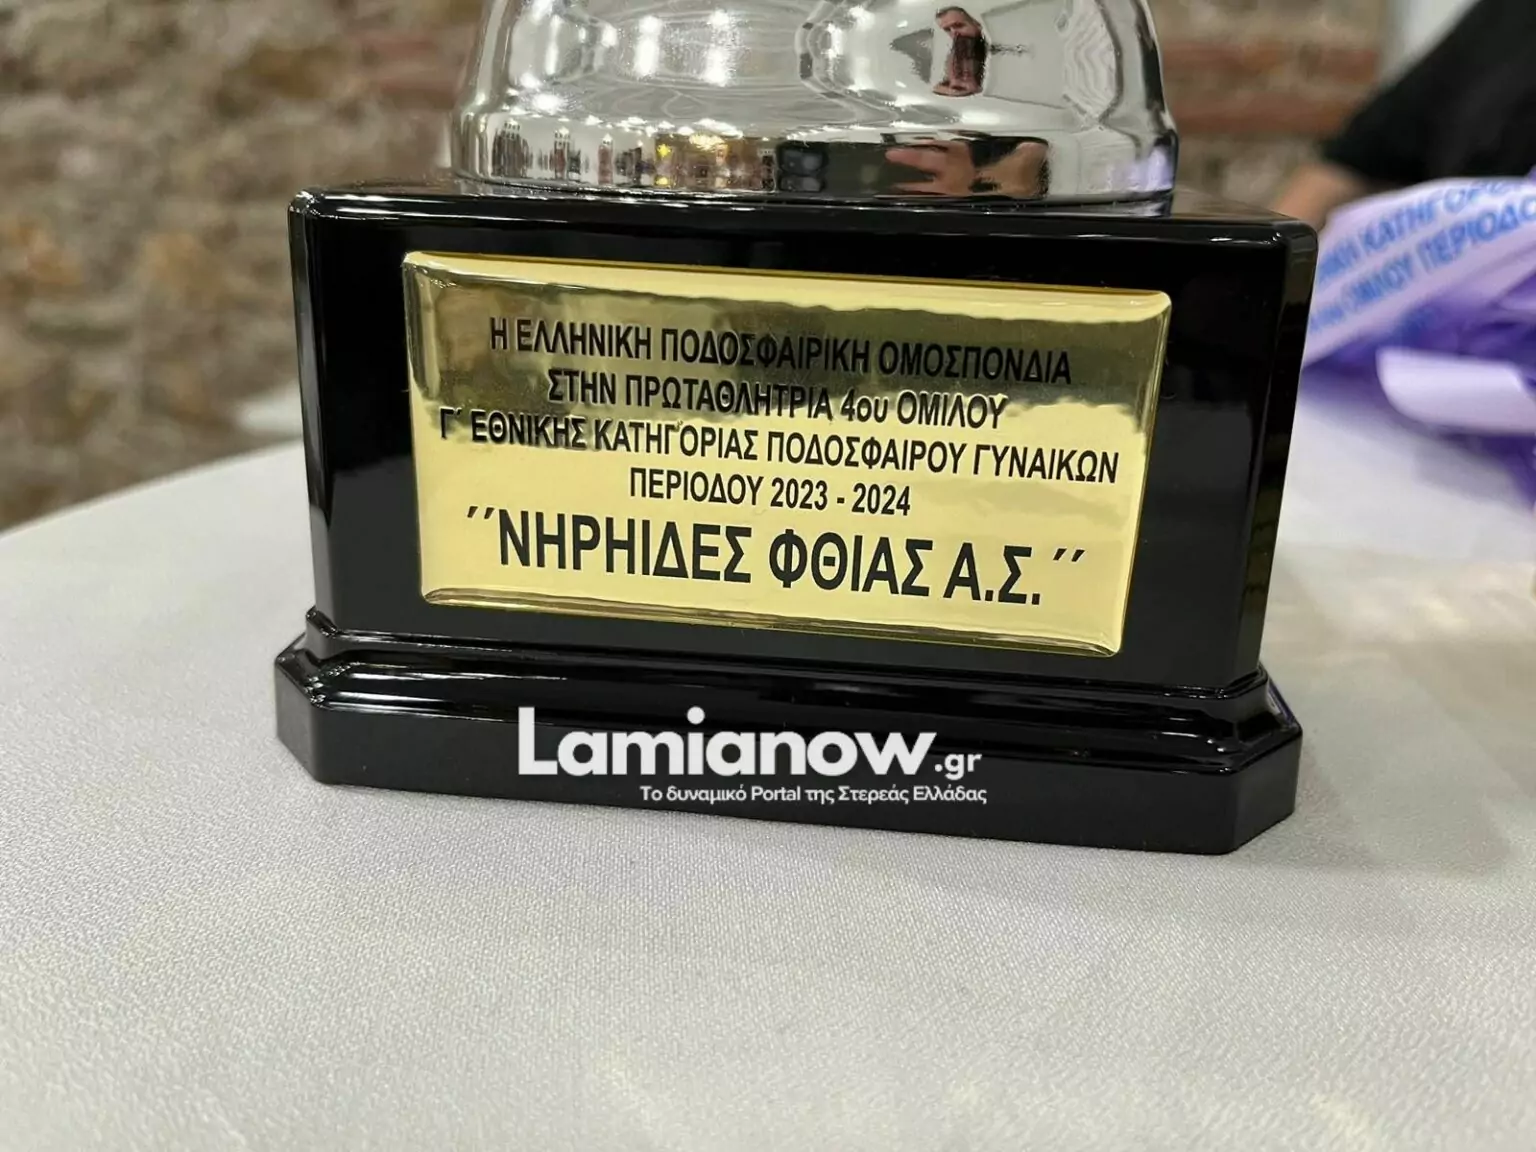 Η ΕΛΛΗΝΙΚΗ ΠΟΔΟΣΦΑΙΡΙΚΗ ΟΜΟΣΠΟΝΔΙΑ
ΣΤΗΝ ΠΡΩΤΑΘΛΗΤΡΙΑ 4ου ΟΜΙΛΟΥ
Γ΄ ΕΘΝΙΚΗΣ ΚΑΤΗΓΟΡΙΑΣ ΠΟΔΟΣΦΑΙΡΟΥ ΓΥΝΑΙΚΩΝ
ΠΕΡΙΟΔΟΥ 2023 - 2024
΄΄ΝΗΡΗΙΔΕΣ ΦΘΙΑΣ Α.Σ.΄΄
Lamianow.gr
Το δυναμικό Portal της Στερεάς Ελλάδας
ΟΜΙΛΟΥ